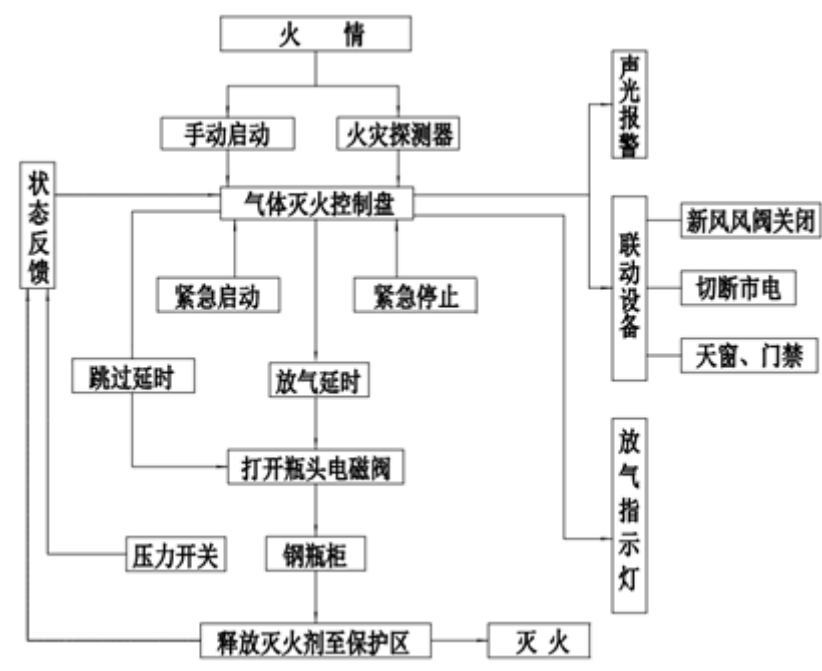 火 情
手动启动
火灾探测器
声光报警
状态反馈
气体灭火控制盘
联动设备
新风风阀关闭
紧急启动
紧急停止
切断市电
天窗、门禁
跳过延时
放气延时
放气指示灯
打开瓶头电磁阀
压力开关
钢瓶柜
释放灭火剂至保护区
灭 火